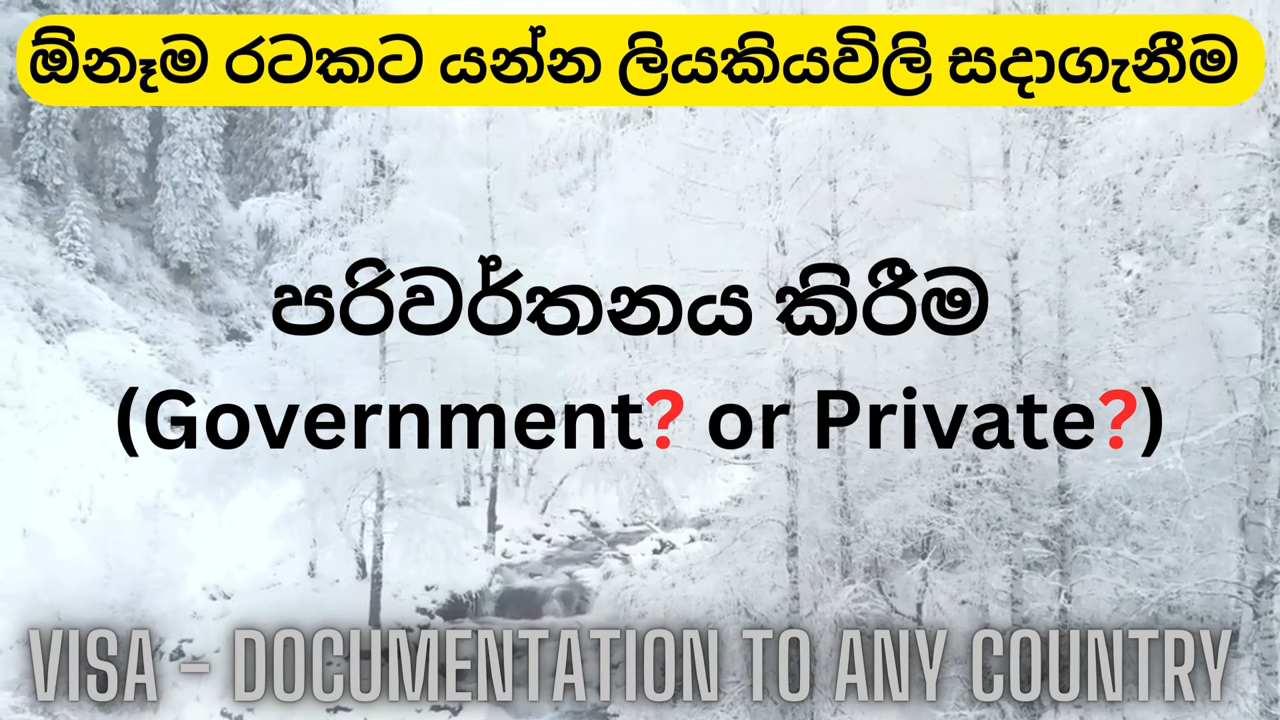 ඕනෑම රටකට යන්න ලියකියවිලි සදාගැනීම
පරිවර්තනය කිරීම
(Government? or Private?)
VISA - DOCUMENTATION TO ANY COUNTRY